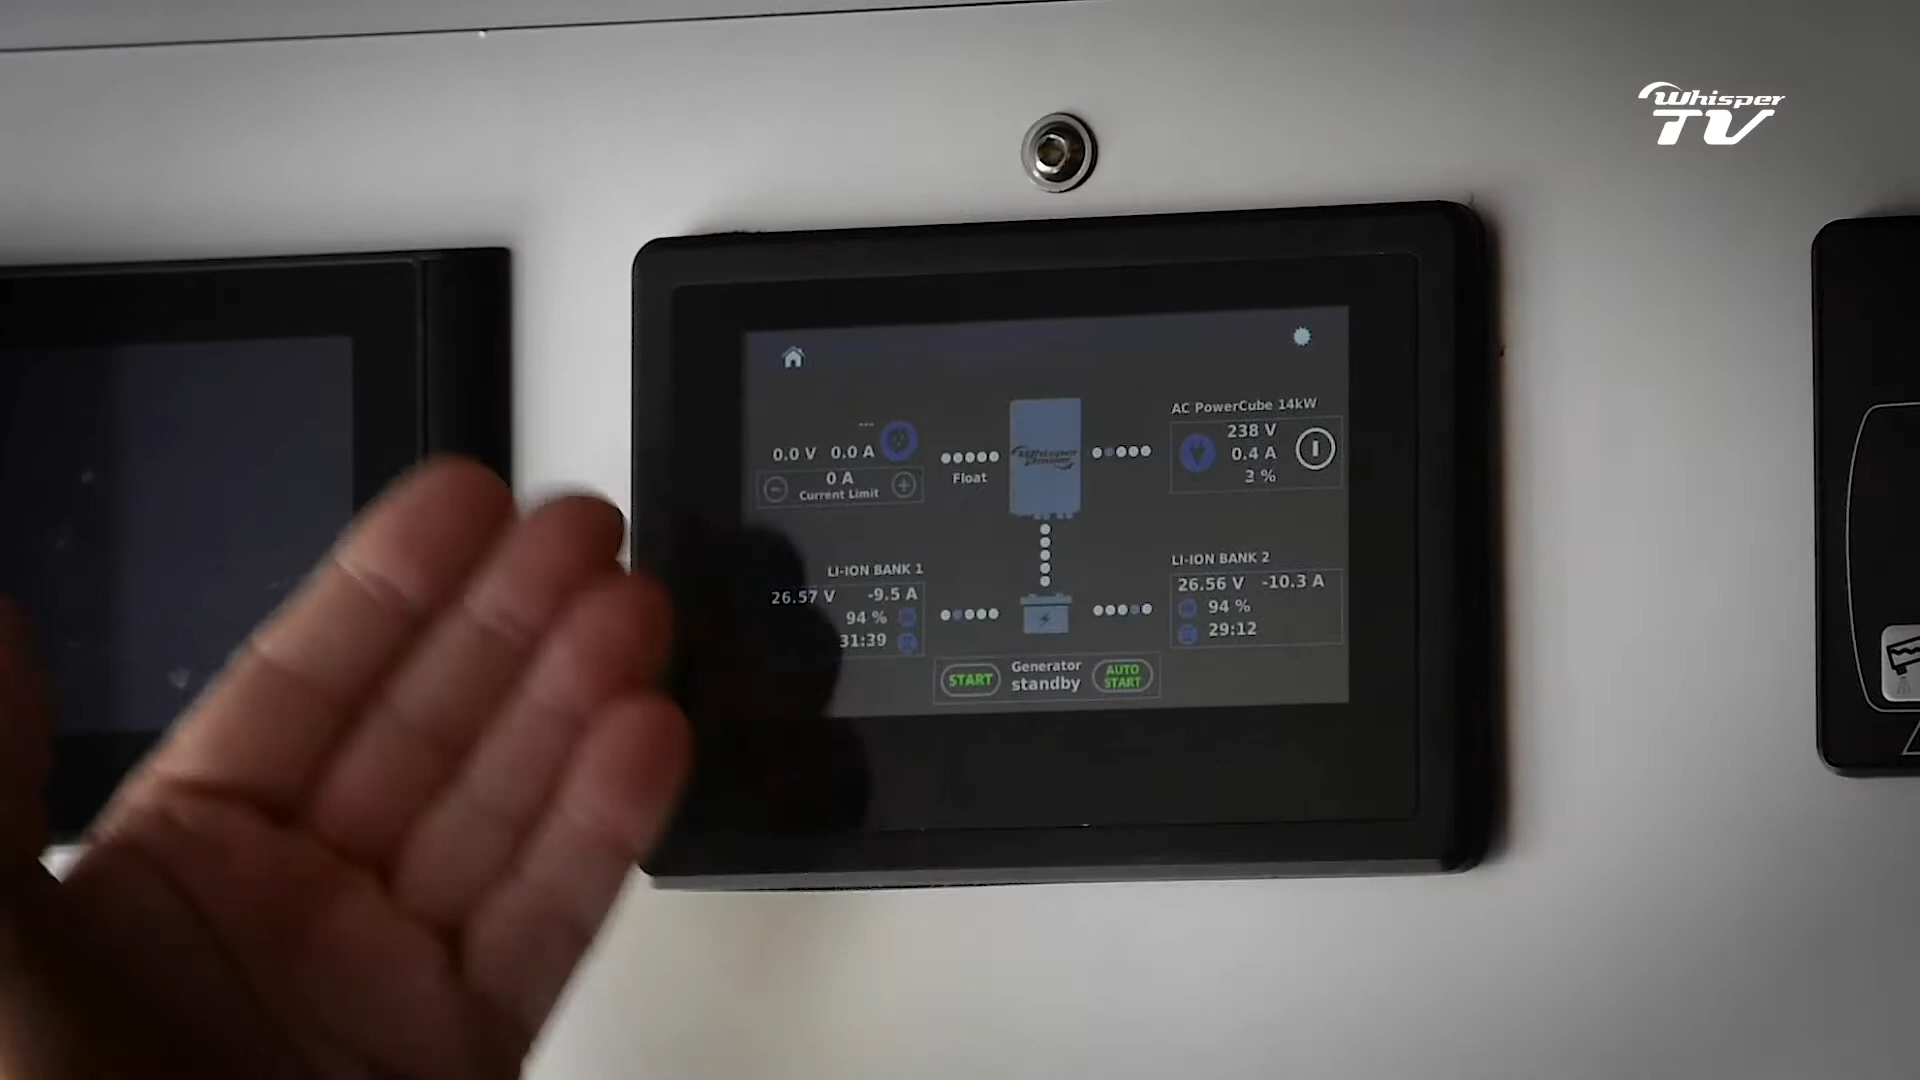 Whisper
TV
---
0.0 V 0.0 A
0 A
Current Limit
Float
Whisper
Power
AC PowerCube 14kW
238 V
0.4 A
3 %
LI-ION BANK 1
26.57 V -9.5 A
94 %
31:39
LI-ION BANK 2
26.56 V -10.3 A
94 %
29:12
START
Generator
standby
AUTO
START